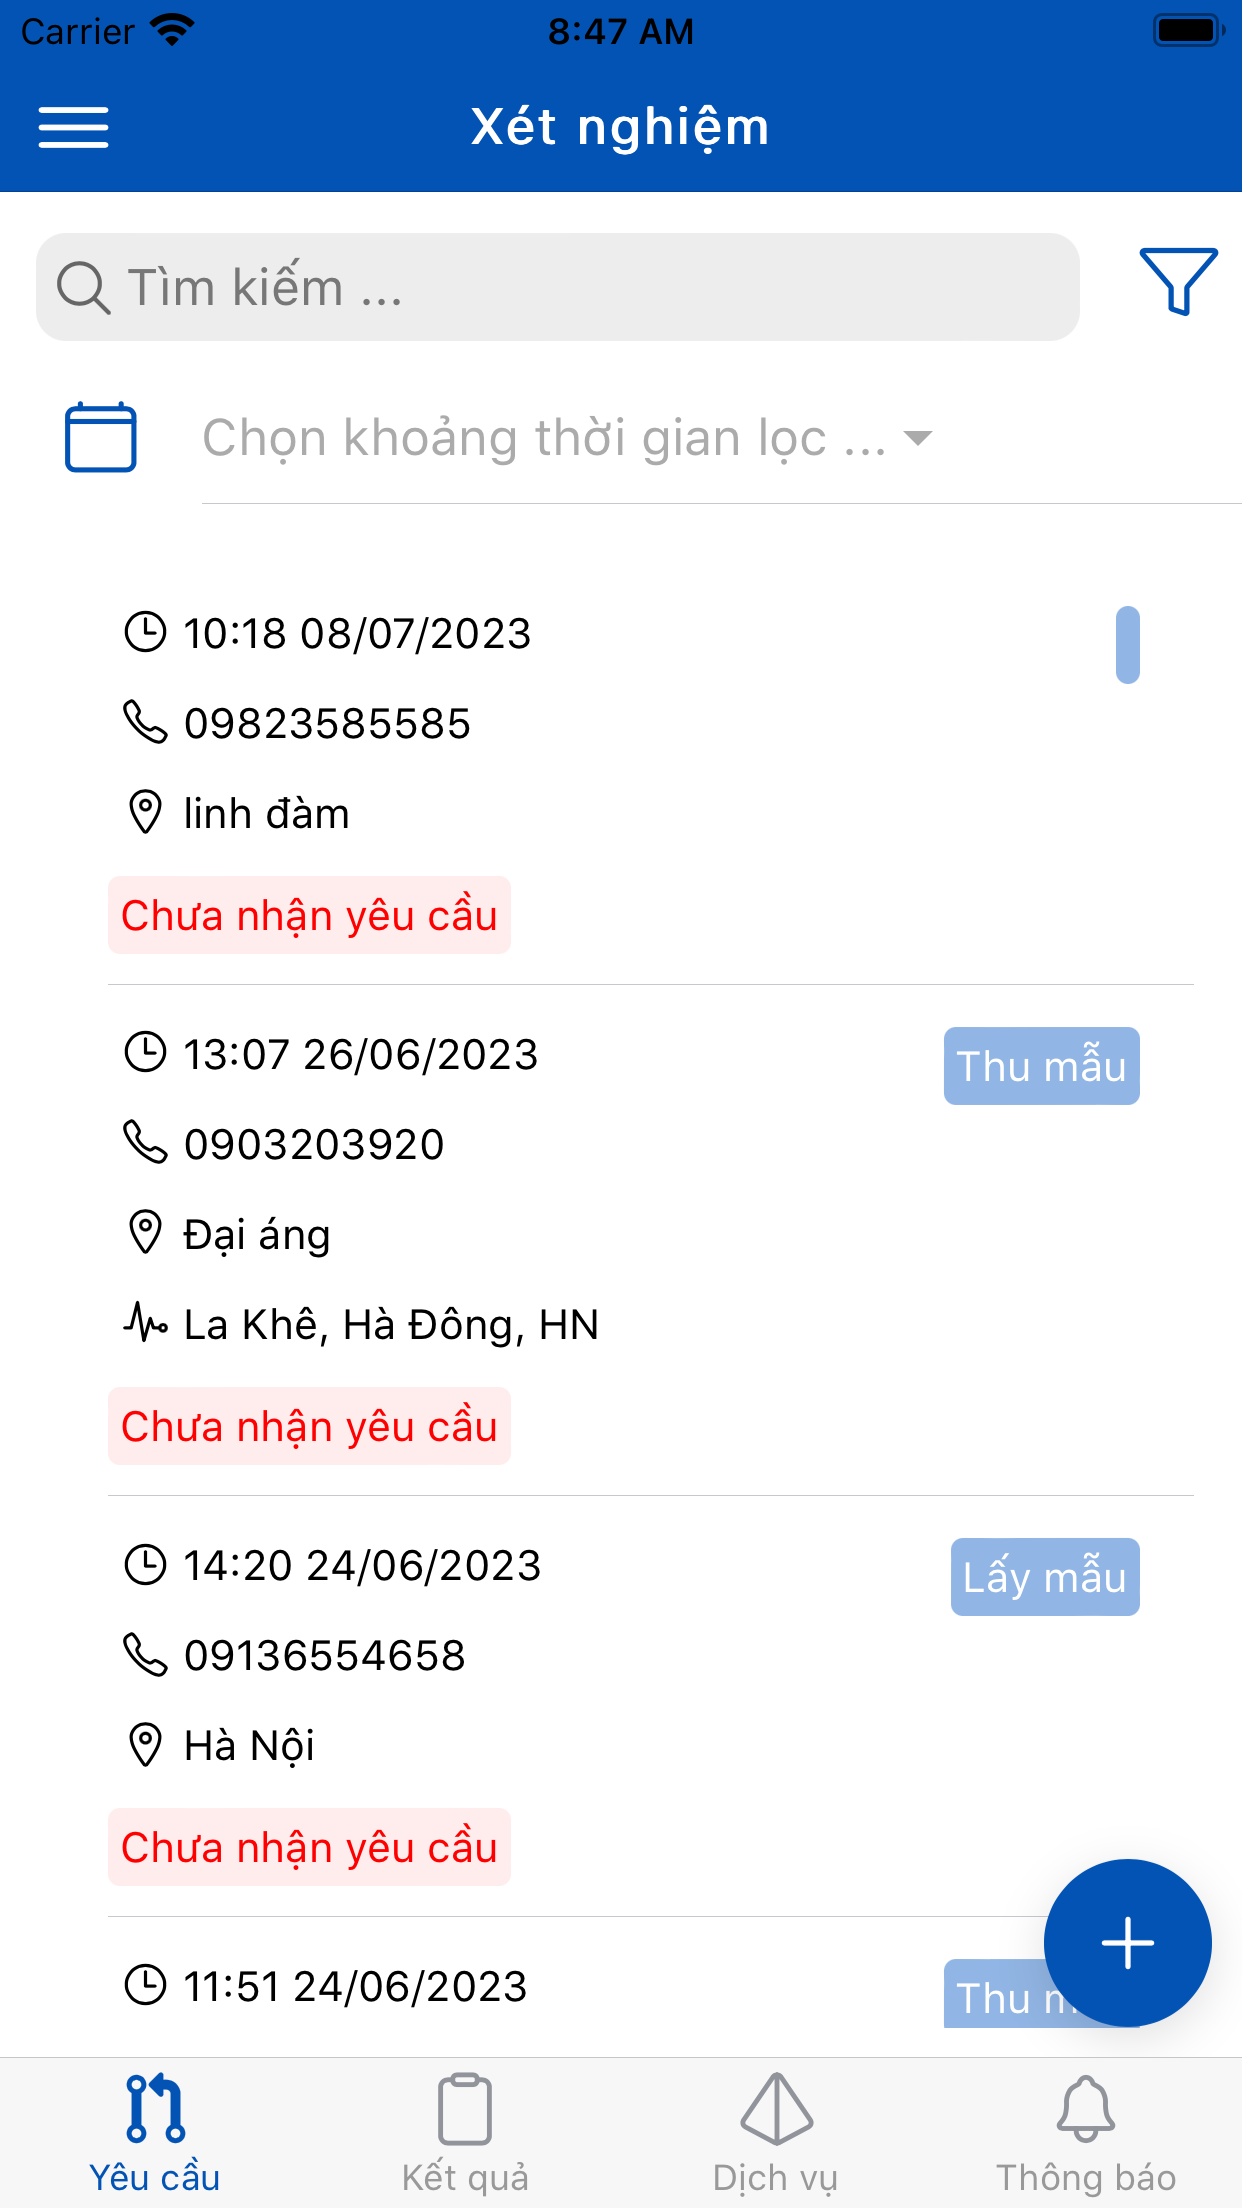 Carrier 8:47 AM
Xét nghiệm
Tìm kiếm ...
Chọn khoảng thời gian lọc ...
10:18 08/07/2023
09823585585
linh đàm
Chưa nhận yêu cầu
13:07 26/06/2023 Thu mẫu
0903203920
Đại áng
La Khê, Hà Đông, HN
Chưa nhận yêu cầu
14:20 24/06/2023 Lấy mẫu
09136554658
Hà Nội
Chưa nhận yêu cầu
11:51 24/06/2023 Thu
Yêu cầu Kết quả Dịch vụ Thông báo